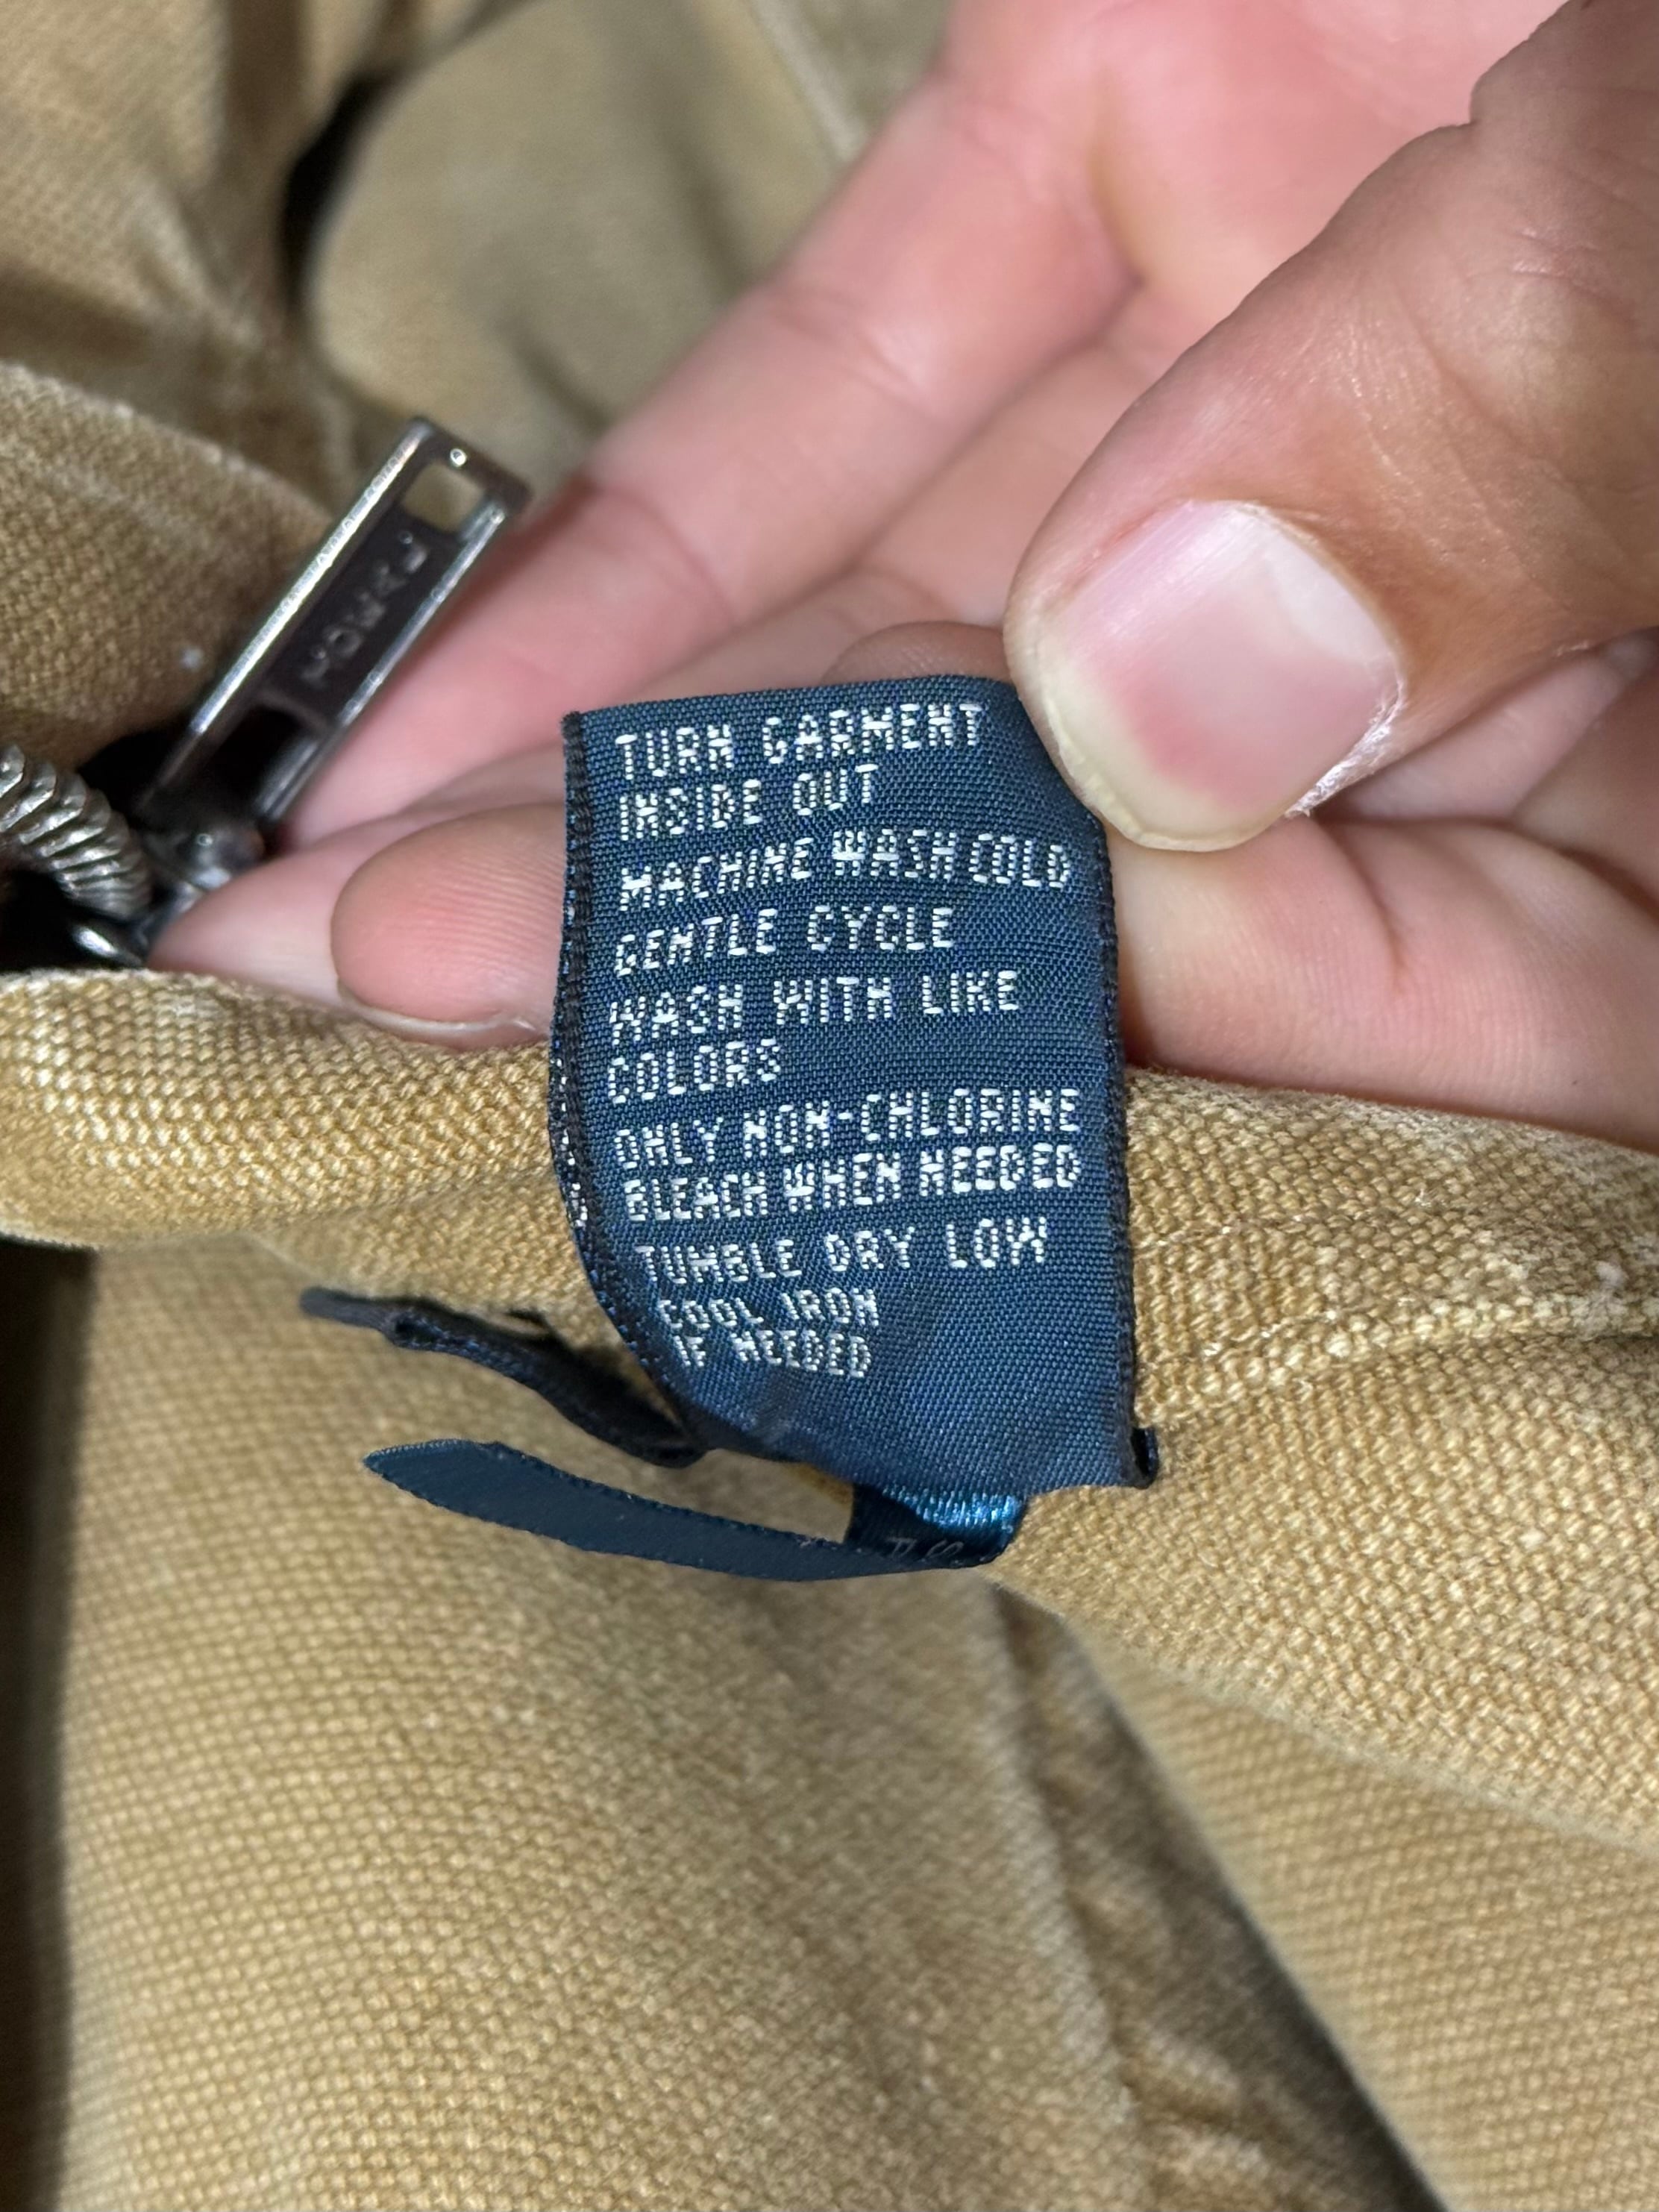 TURN GARMENT
INSIDE OUT
MACHINE WASH COLD
GENTLE CYCLE
WASH WITH LIKE
COLORS
ONLY NON-CHLORINE
BLEACH WHEN NEEDED
TUMBLE DRY LOW
COOL IRON
IF NEEDED